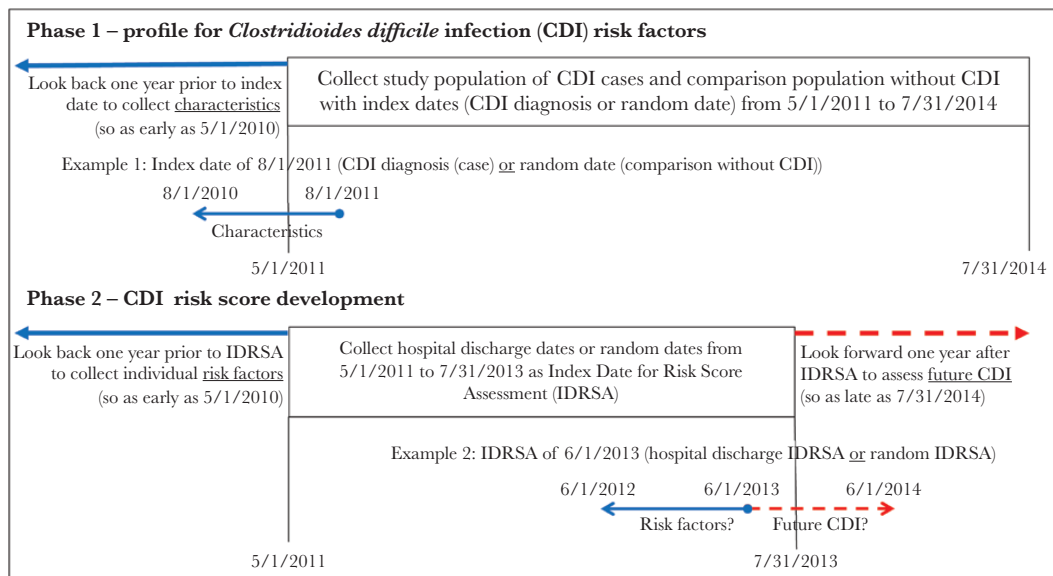 Phase 1 – profile for Clostridioides difficile infection (CDI) risk factors
Look back one year prior to index
date to collect characteristics
(so as early as 5/1/2010)
Collect study population of CDI cases and comparison population without CDI
with index dates (CDI diagnosis or random date) from 5/1/2011 to 7/31/2014
Example 1: Index date of 8/1/2011 (CDI diagnosis (case) or random date (comparison without CDI))
8/1/2010
8/1/2011
Characteristics
5/1/2011
7/31/2014
Phase 2 – CDI risk score development
Look back one year prior to IDRSA
to collect individual risk factors
(so as early as 5/1/2010)
Collect hospital discharge dates or random dates from
5/1/2011 to 7/31/2013 as Index Date for Risk Score
Assessment (IDRSA)
Look forward one year after
IDRSA to assess future CDI
(so as late as 7/31/2014)
Example 2: IDRSA of 6/1/2013 (hospital discharge IDRSA or random IDRSA)
6/1/2012
6/1/2013
6/1/2014
Risk factors?
Future CDI?
5/1/2011
7/31/2013